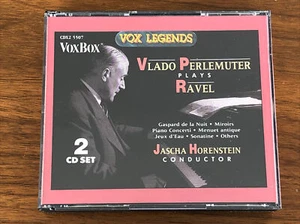 CDX2 5507
VOX LEGENDS
VOXBOX
VLADO PERLEMUTER
PLAYS
RAVEL
Gaspard de la Nuit • Miroirs
Piano Concerti • Menuet antique
Jeux d'Eau • Sonatine • Others
2
CD SET
JASCHA HORENSTEIN
CONDUCTOR